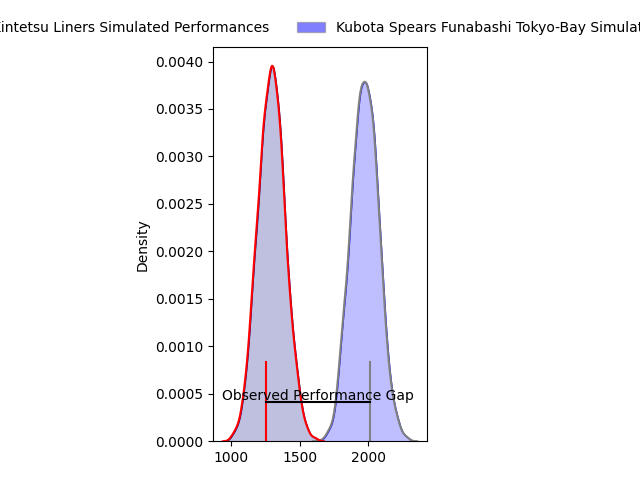 intetsu Liners Simulated Performances
Kubota Spears Funabashi Tokyo-Bay Simulat
0.0040
0.0035
0.0030
0.0025
0.0020
0.0015
0.0010
0.0005
0.0000
Density
Observed Performance Gap
1000 1500 2000